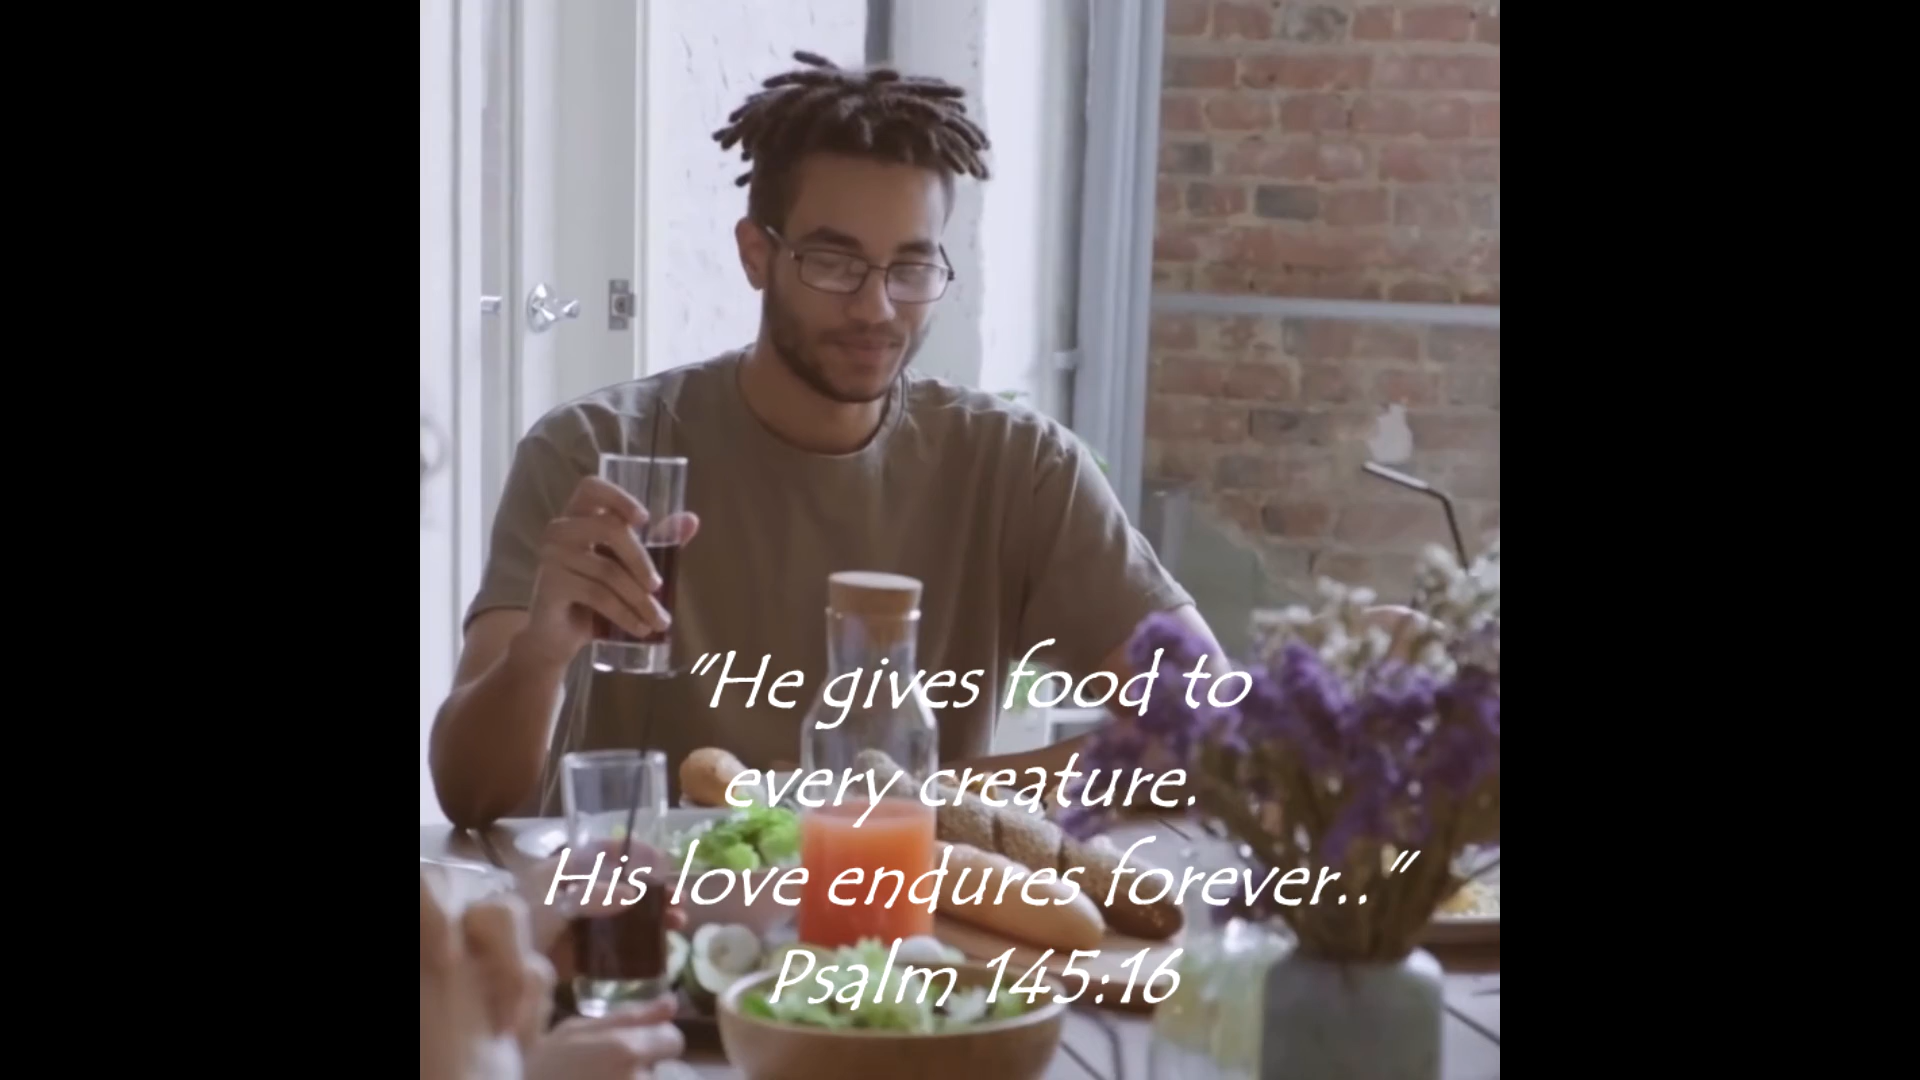 “He gives food to
every creature.
His love endures forever..”
Psalm 145:16